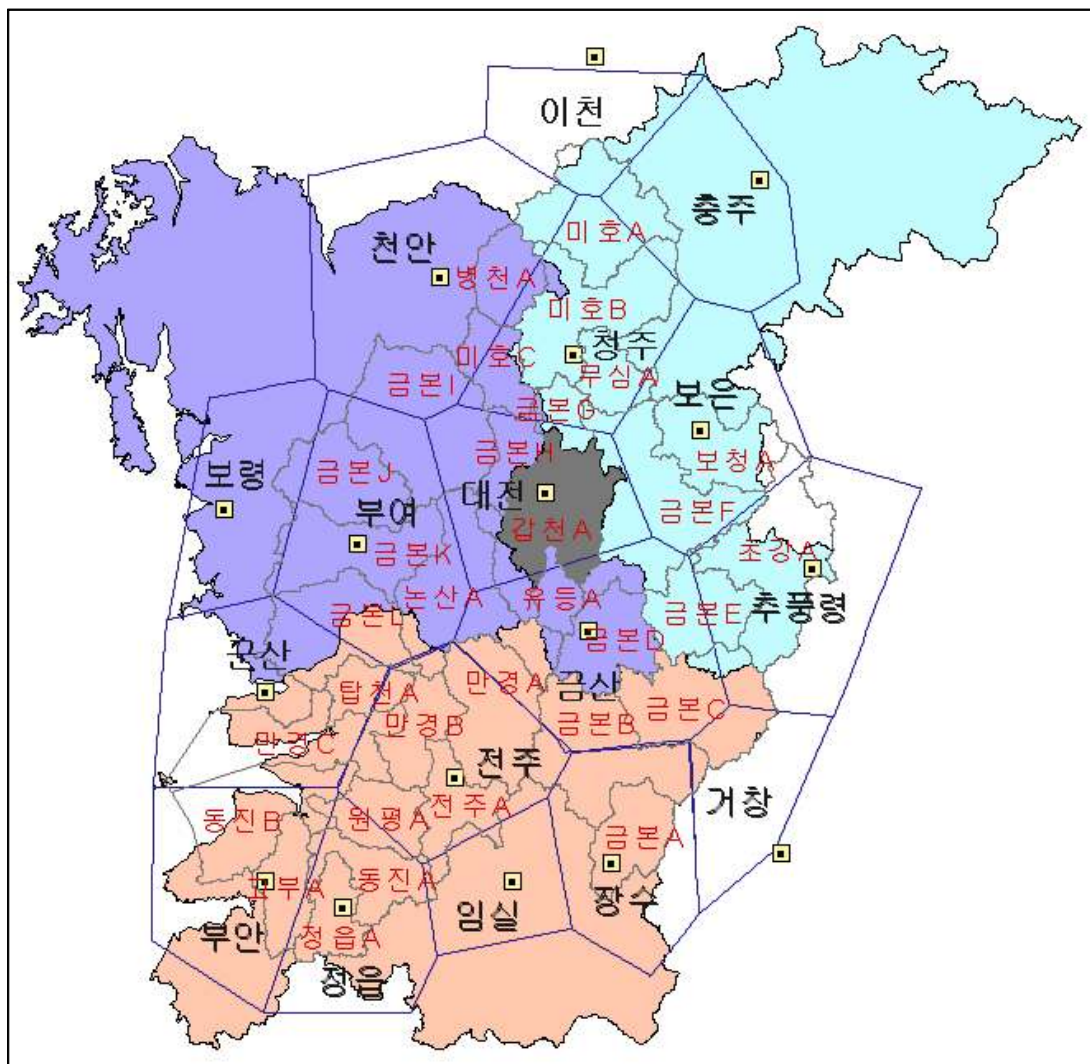 이천
충주
미호A
천안
병천A
미호B
청주
미호C
무심A
금본I
보은
금본G
금본H
보청A
금본J
보령
대전
부여
금본F
갑천A
금본K
초강A
논산A
유등A
금본E
추풍령
금본L
금본D
군산
만경A
금산
탑천A
금본C
만경B
금본B
만경C
전주
거창
전주A
동진B
원평A
금본A
동진A
고부A
장수
임실
부안
정읍A
정읍